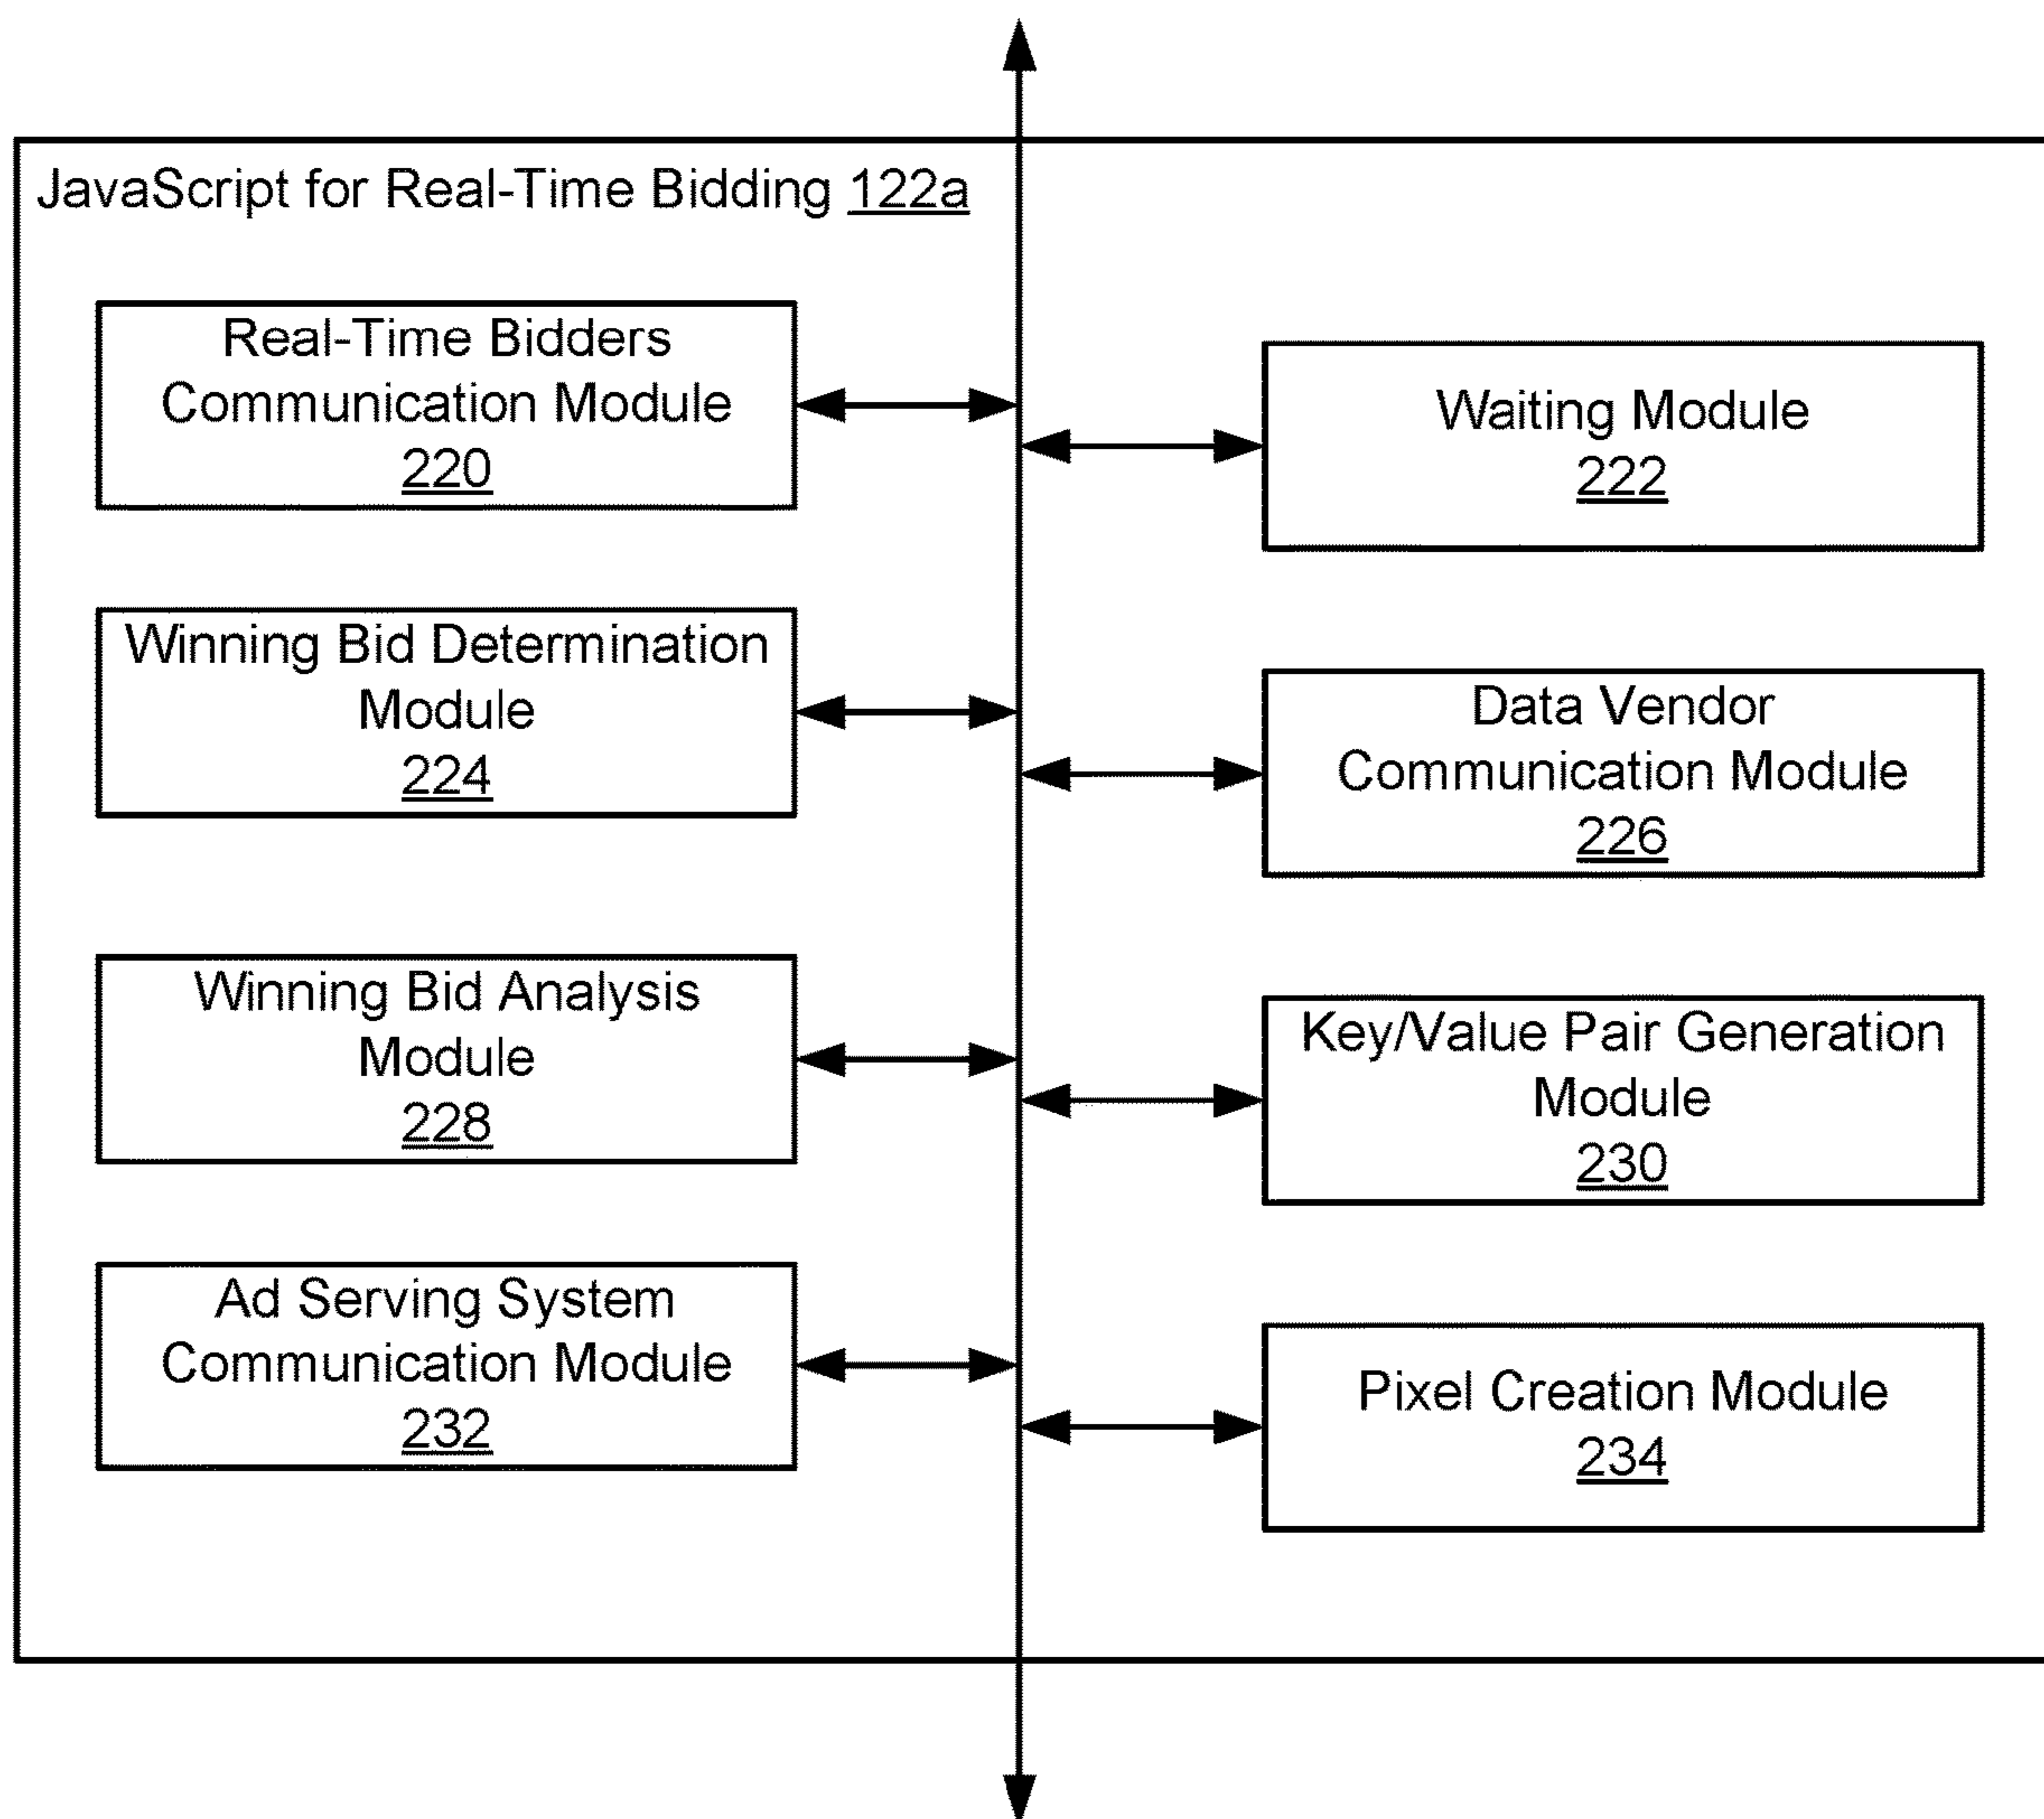 JavaScript for Real-Time Bidding 122a
Real-Time Bidders
Communication Module
220
Waiting Module
222
Winning Bid Determination
Module
224
Data Vendor
Communication Module
226
Winning Bid Analysis
Module
228
Key/Value Pair Generation
Module
230
Ad Serving System
Communication Module
232
Pixel Creation Module
234